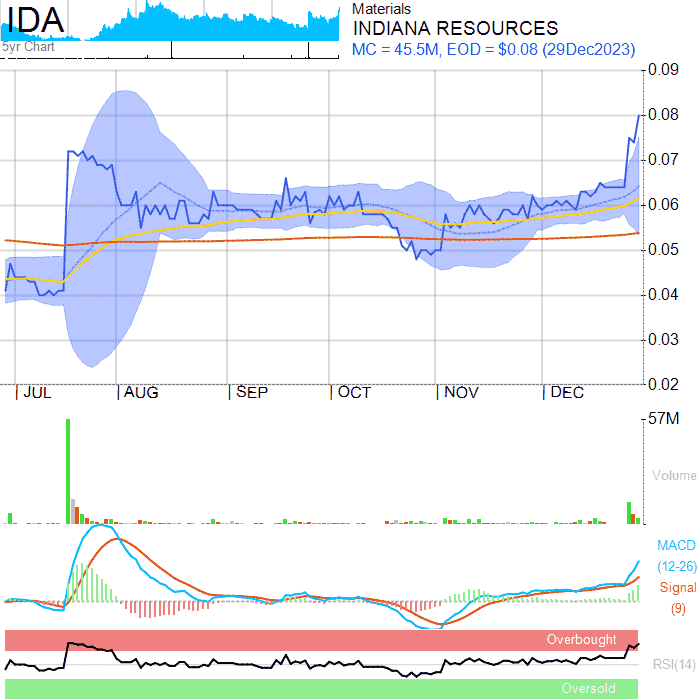 IDA
5yr Chart
Materials
INDIANA RESOURCES
MC = 45.5M, EOD = $0.08 (29Dec2023)
0.09
0.08
0.07
0.06
0.05
0.04
0.03
0.02
JUL AUG SEP OCT NOV DEC
57M
Volume
MACD
(12-26)
Signal
(9)
Overbought
RSI(14)
Oversold